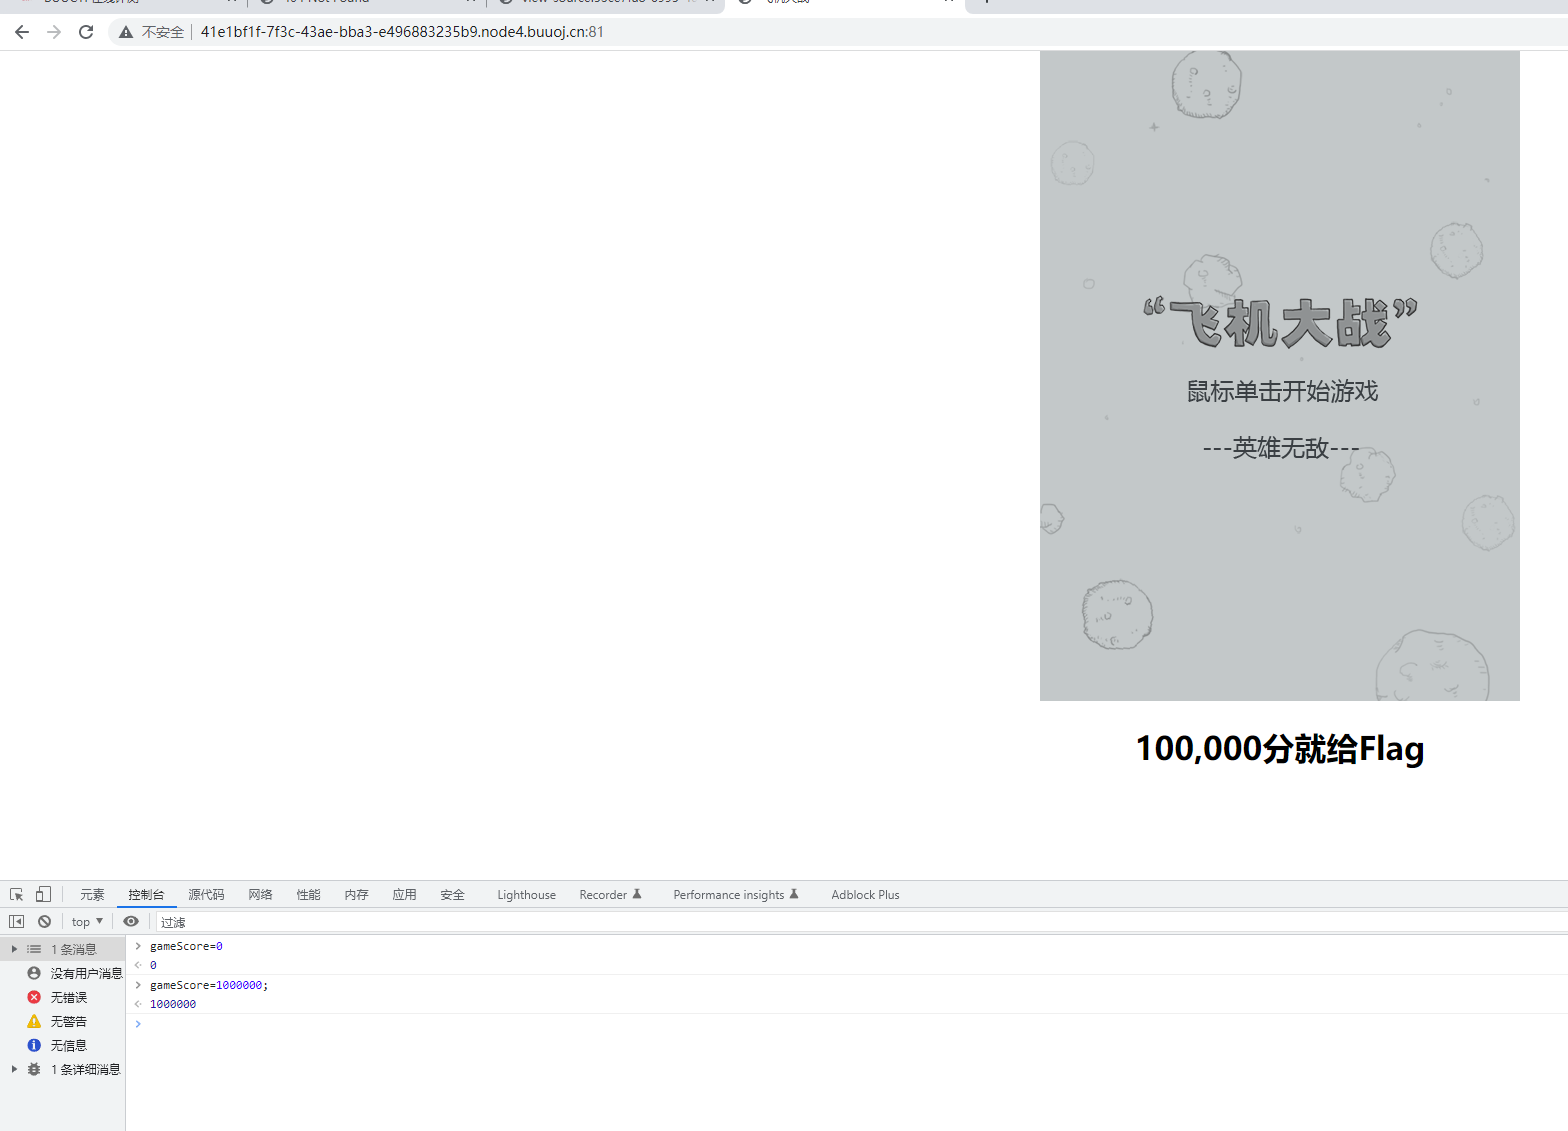 不安全 41e1bf1f-7f3c-43ae-bba3-e496883235b9.node4.buuoj.cn:81
“飞机大战”
鼠标单击开始游戏
---英雄无敌---
100,000分就给Flag
元素 控制台 源代码 网络 性能 内存 应用 安全 Lighthouse Recorder Performance insights Adblock Plus
top 过滤
1 条消息
没有用户消息
无错误
无警告
无信息
1 条详细消息
gameScore=0
0
gameScore=1000000;
1000000